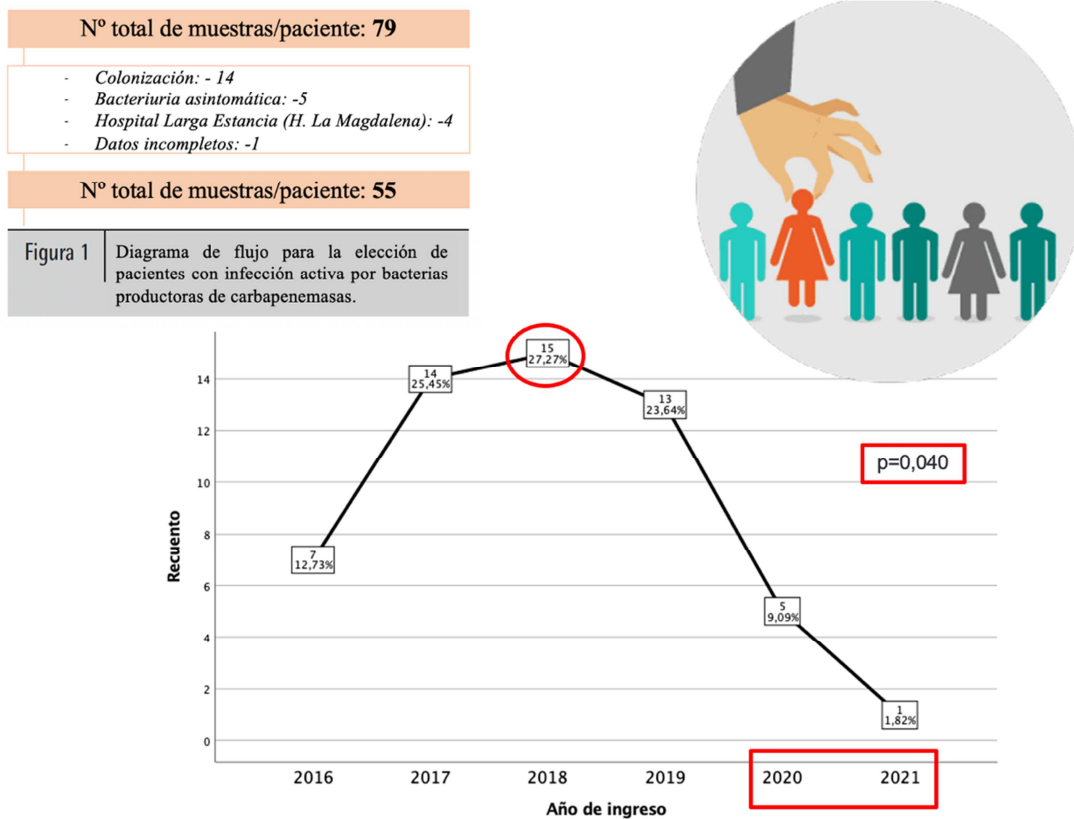 Nº total de muestras/paciente: 79
- Colonización: - 14
- Bacteriuria asintomática: -5
- Hospital Larga Estancia (H. La Magdalena): -4
- Datos incompletos: -1
Nº total de muestras/paciente: 55
Figura 1
Diagrama de flujo para la elección de
pacientes con infección activa por bacterias
productoras de carbapenemasas.
Recuento
14
12
10
8
6
4
2
0
7
12,73%
14
25,45%
15
27,27%
13
23,64%
5
9,09%
1
1,82%
p=0,040
2016 2017 2018 2019 2020 2021
Año de ingreso